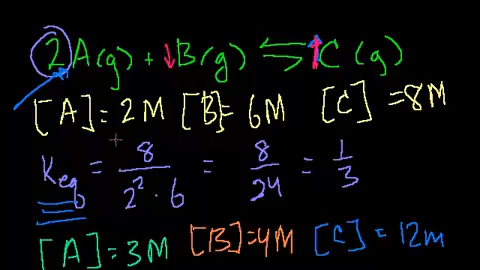 2A(g) + ↓B(g) ⇌ ↑C(g)
[A] = 2M [B] = 6M [C] = 8M
Keq = 8/(2² · 6) = 8/24 = 1/3
[A] = 3M [B] = 4M [C] = 12M